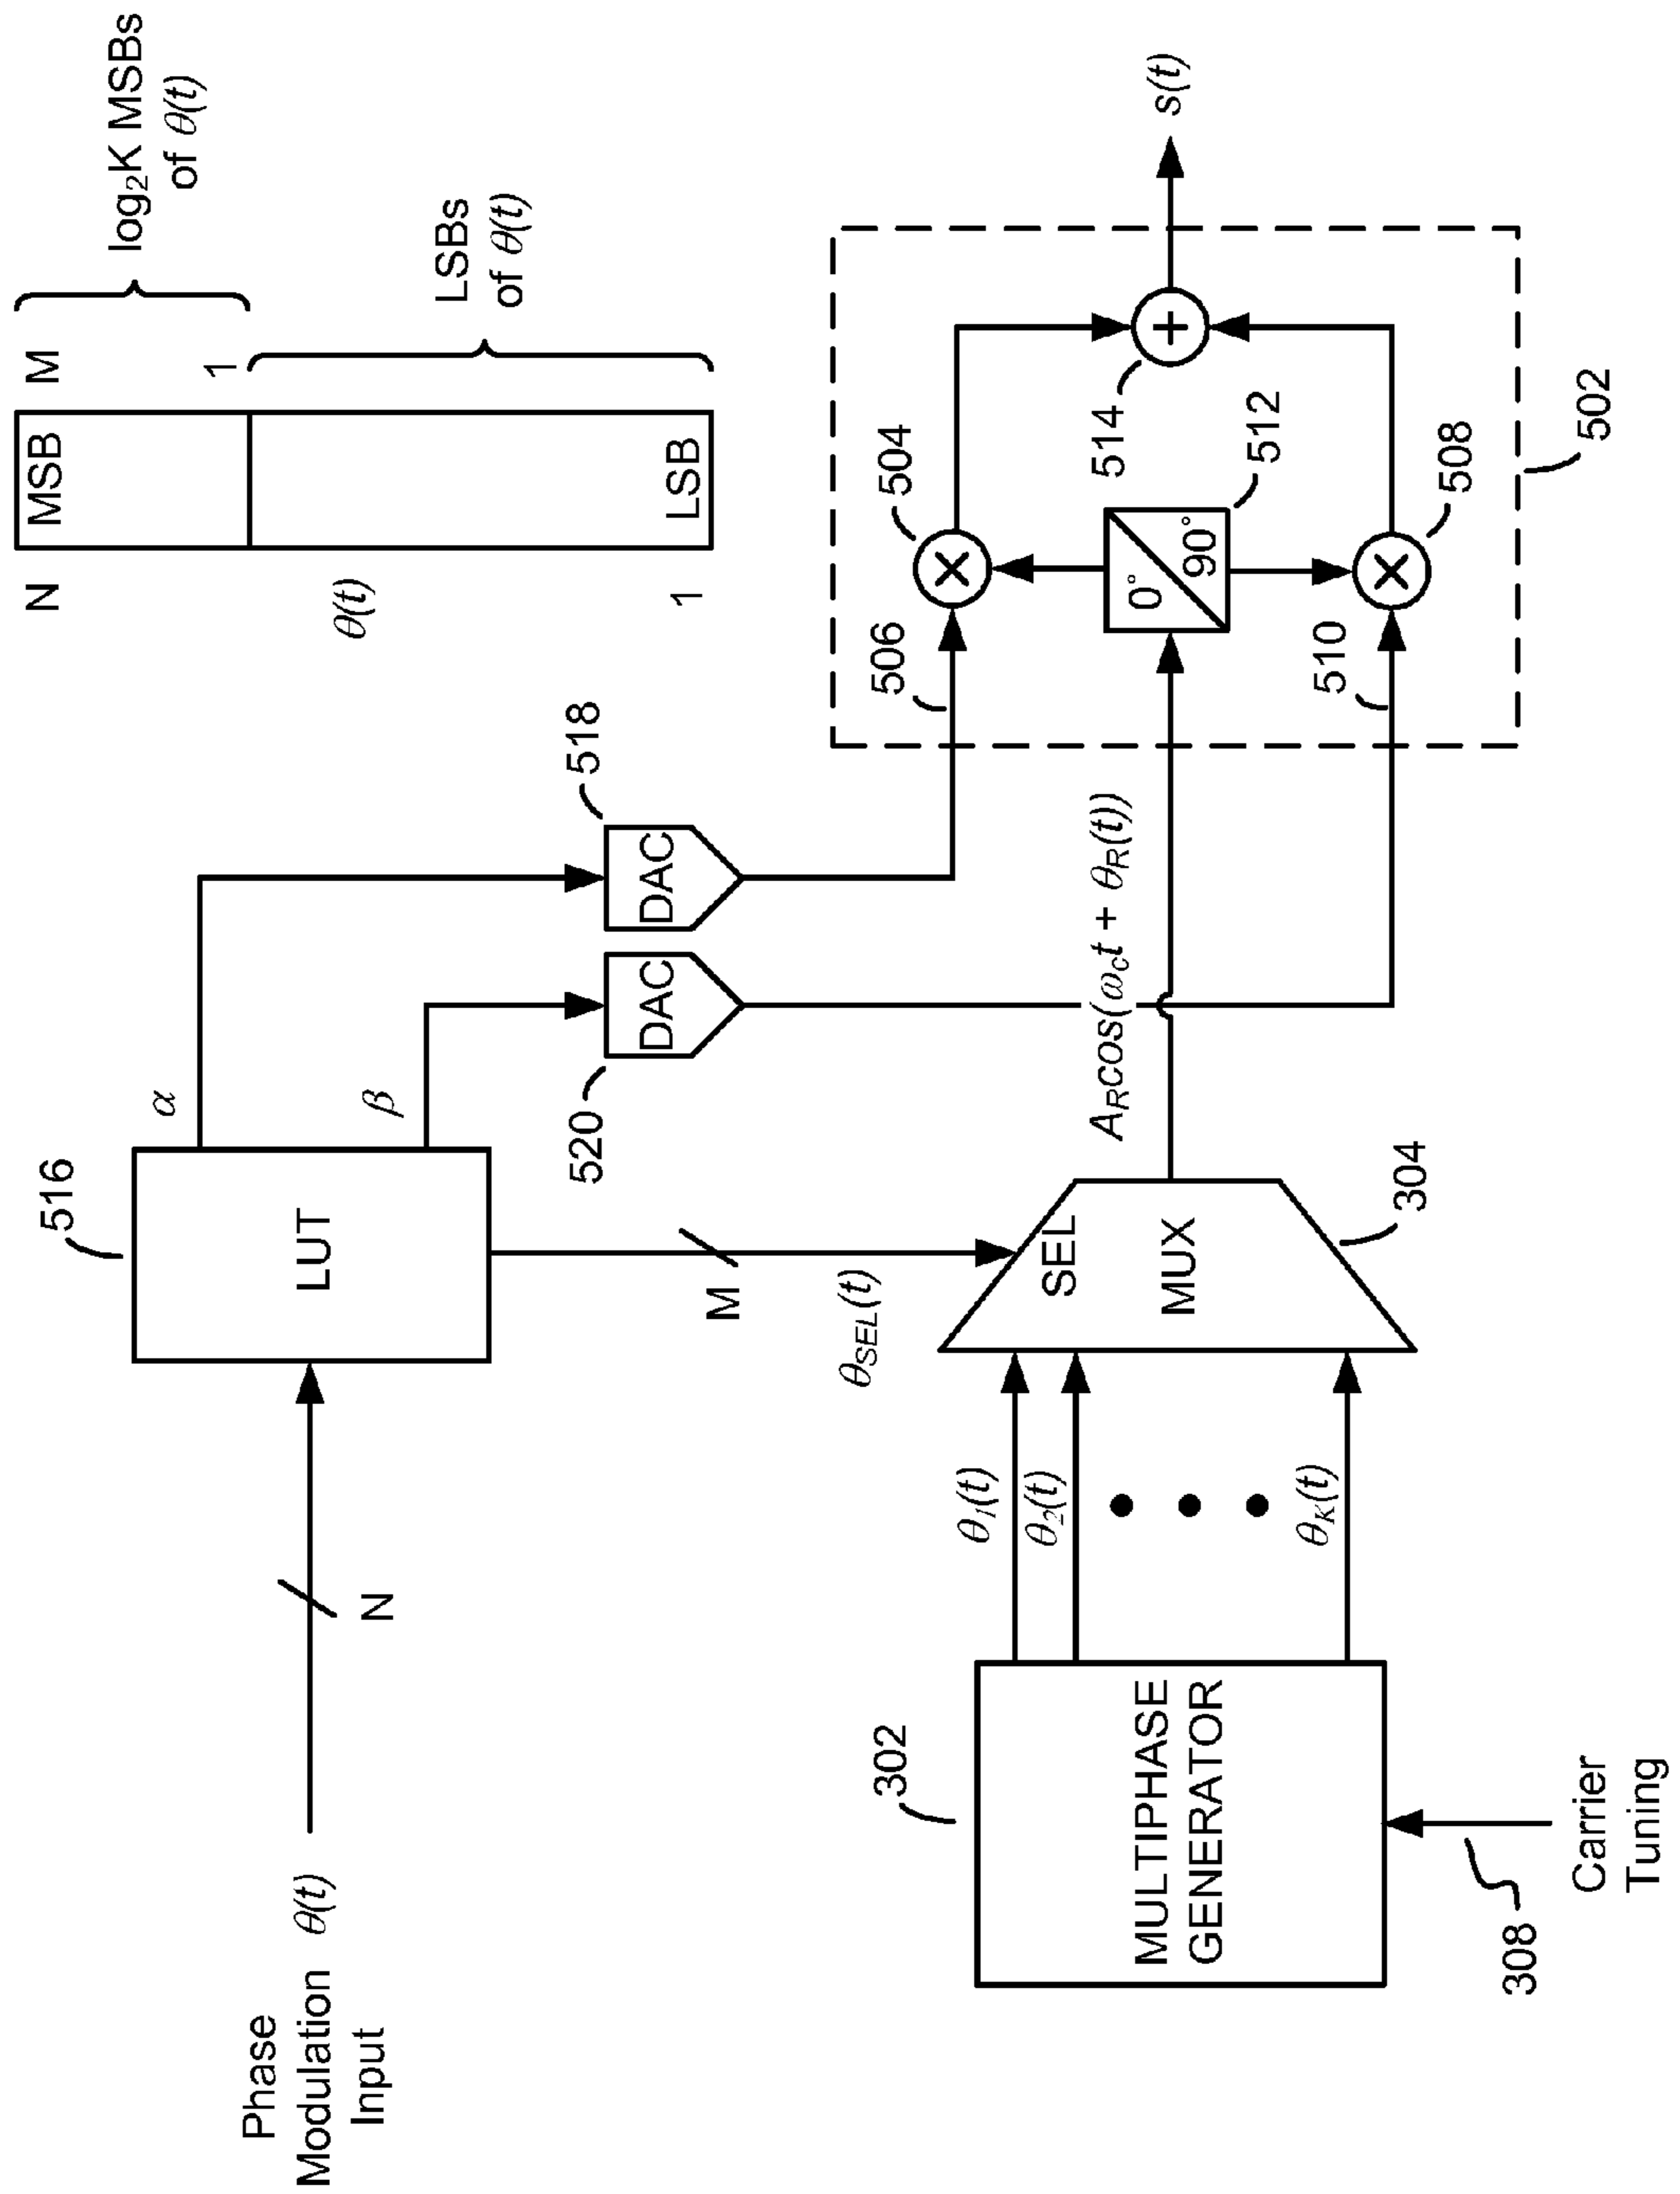 Phase
Modulation θ(t)
Input
N
516
LUT
α
β
M
θSEL(t)
520
DAC
518
DAC
N
MSB
M
log₂K MSBs
of θ(t)
θ(t)
1
LSBs
of θ(t)
1
LSB
302
MULTIPHASE
GENERATOR
308
Carrier
Tuning
θ₁(t)
θ₂(t)
θK(t)
SEL
MUX
304
ARcos(ωct + θR(t))
506
504
510
0°
90°
512
514
508
502
s(t)